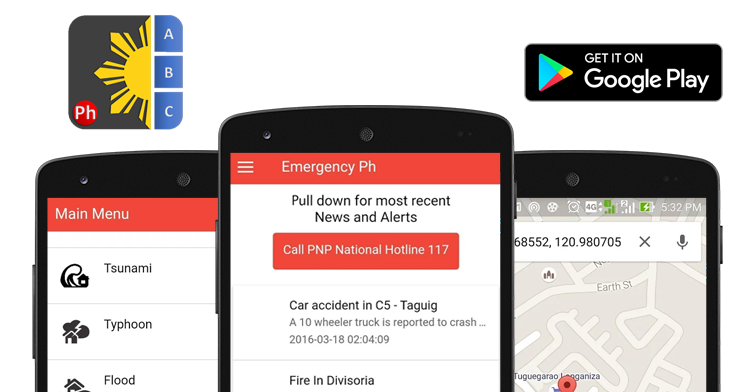 A
B
C
Ph
GET IT ON
Google Play
Main Menu
Tsunami
Typhoon
Flood
Emergency Ph
Pull down for most recent
News and Alerts
Call PNP National Hotline 117
Car accident in C5 - Taguig
A 10 wheeler truck is reported to crash ...
2016-03-18 02:04:09
Fire In Divisoria
4G
5:32 PM
68552, 120.980705
Earth St
Tuguegarao Longaniza